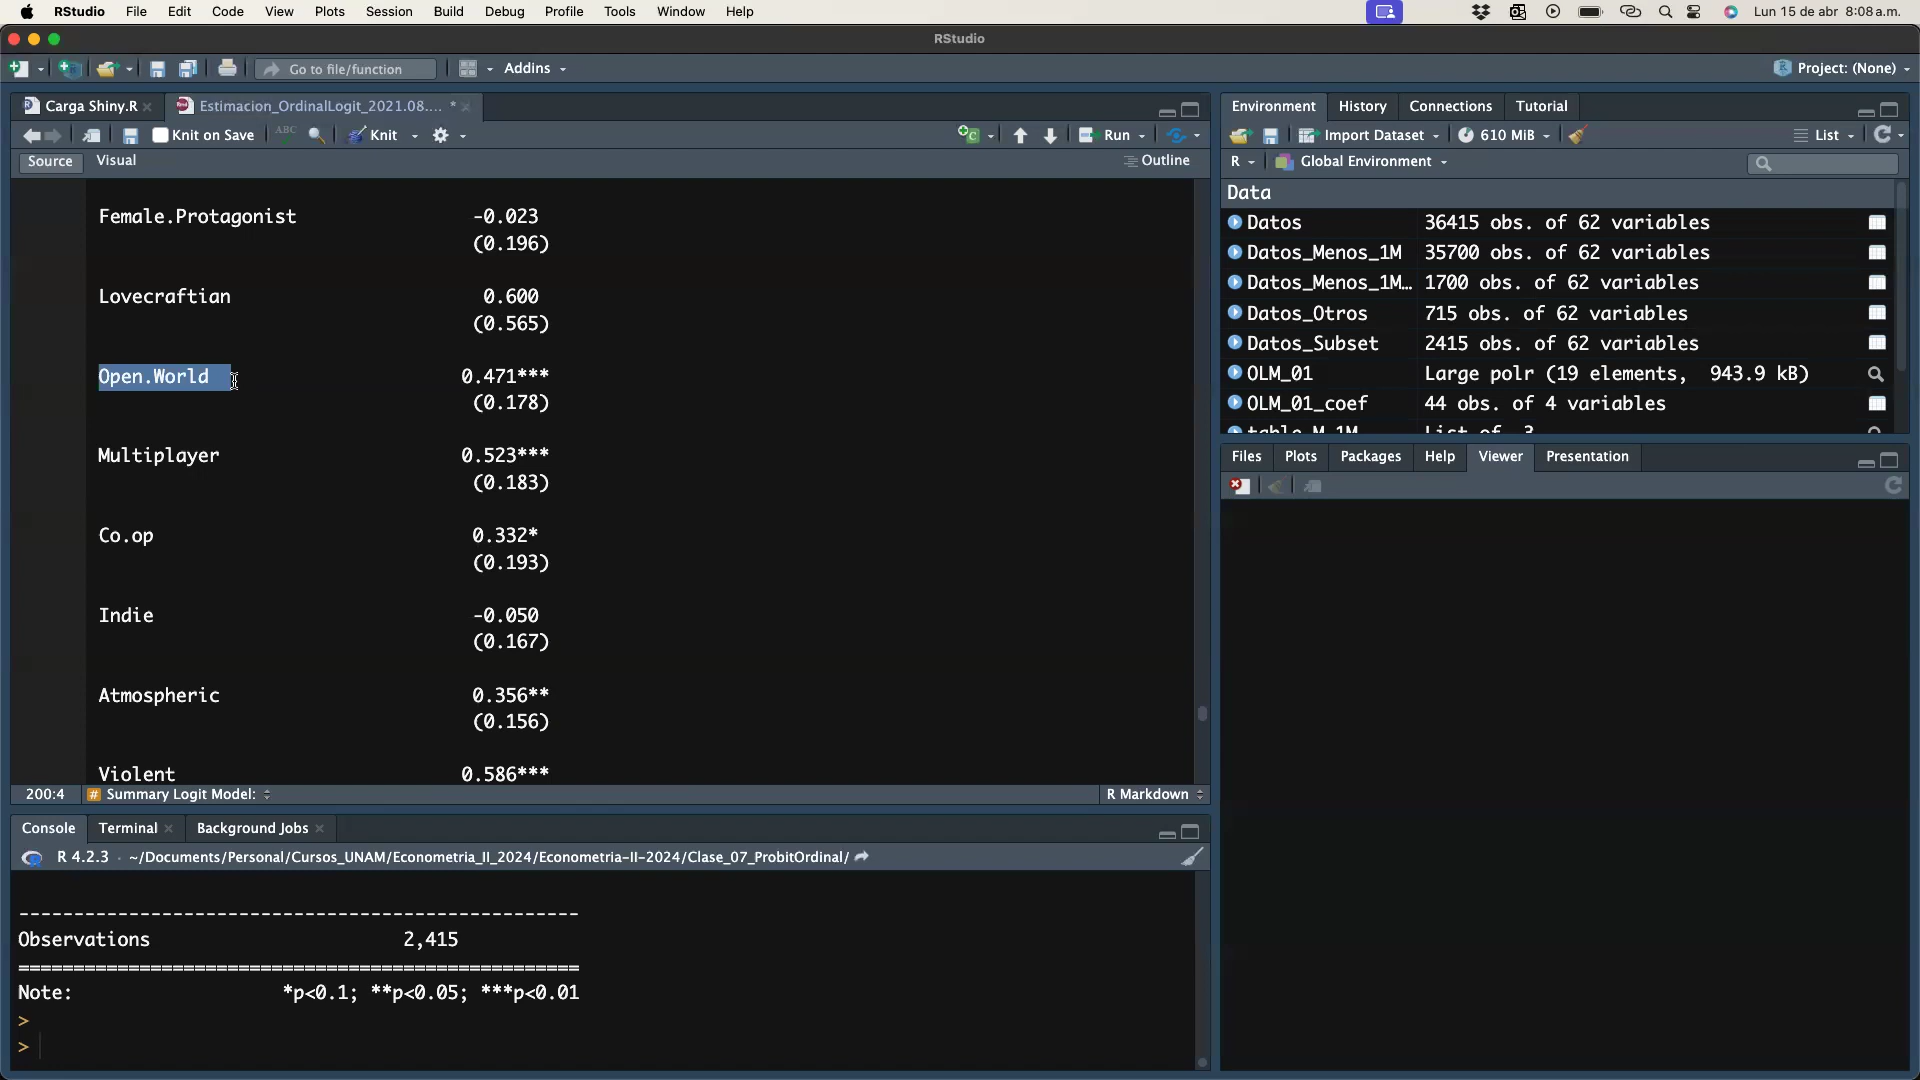 RStudio File Edit Code View Plots Session Build Debug Profile Tools Window Help Lun 15 de abr 8:08 a.m.
RStudio
Go to file/function Addins Project: (None)
Carga Shiny.R Estimacion_OrdinalLogit_2021.08.... *
Knit on Save ABC Knit Run
Source Visual Outline
Female.Protagonist -0.023
(0.196)
Lovecraftian 0.600
(0.565)
Open.World 0.471***
(0.178)
Multiplayer 0.523***
(0.183)
Co.op 0.332*
(0.193)
Indie -0.050
(0.167)
Atmospheric 0.356**
(0.156)
Violent 0.586***
200:4 # Summary Logit Model: R Markdown
Console Terminal Background Jobs
R 4.2.3 · ~/Documents/Personal/Cursos_UNAM/Econometria_II_2024/Econometria-II-2024/Clase_07_ProbitOrdinal/
---------------------------------------------------
Observations 2,415
===================================================
Note: *p<0.1; **p<0.05; ***p<0.01
>
>
Environment History Connections Tutorial
Import Dataset 610 MiB List
R Global Environment
Data
Datos 36415 obs. of 62 variables
Datos_Menos_1M 35700 obs. of 62 variables
Datos_Menos_1M… 1700 obs. of 62 variables
Datos_Otros 715 obs. of 62 variables
Datos_Subset 2415 obs. of 62 variables
OLM_01 Large polr (19 elements, 943.9 kB)
OLM_01_coef 44 obs. of 4 variables
table_M_1M List of 3
Files Plots Packages Help Viewer Presentation